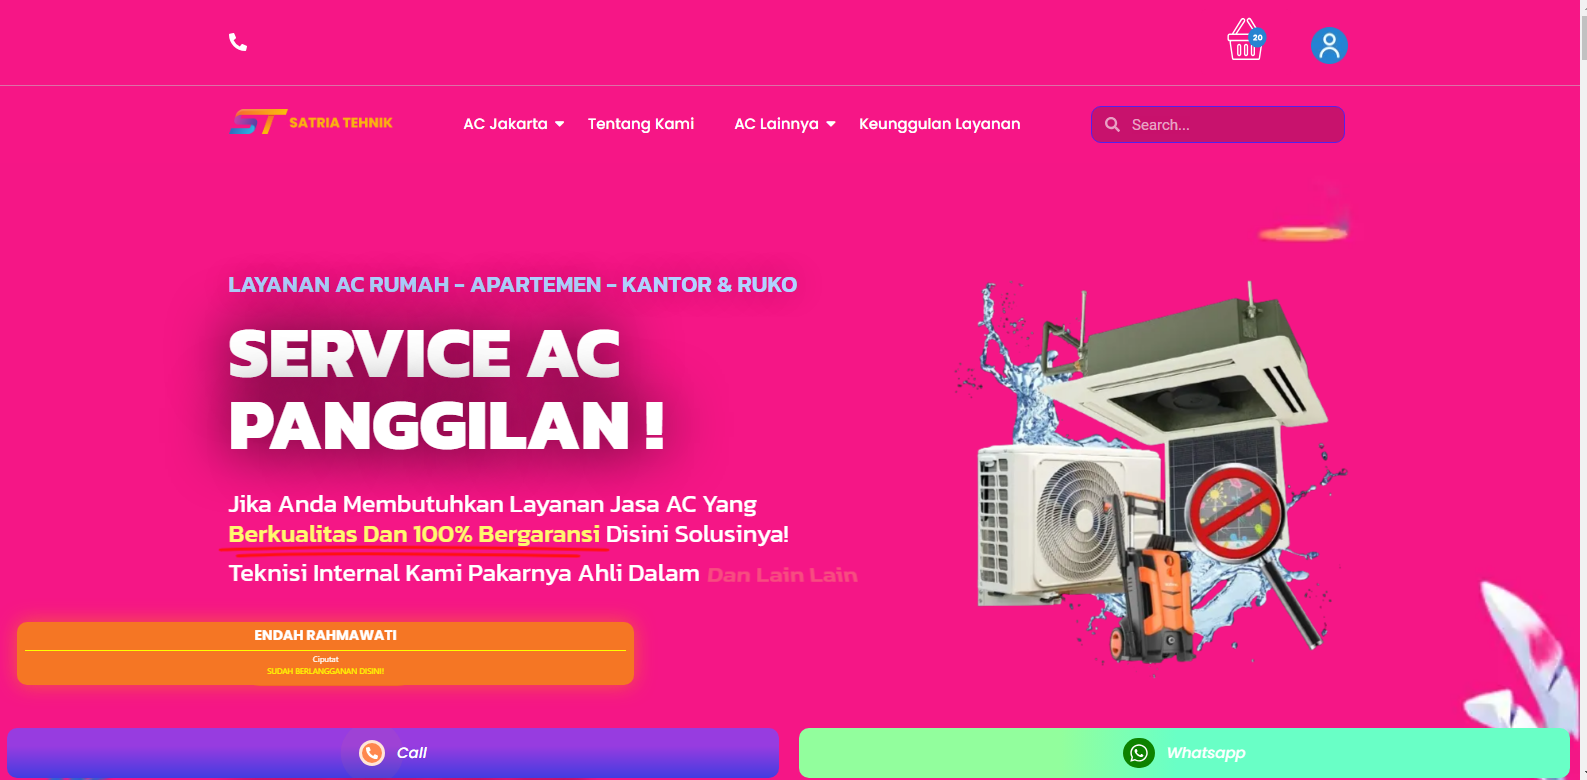 20
ST SATRIA TEHNIK
AC Jakarta
Tentang Kami
AC Lainnya
Keunggulan Layanan
Search...
LAYANAN AC RUMAH - APARTEMEN - KANTOR & RUKO
SERVICE AC
PANGGILAN !
Jika Anda Membutuhkan Layanan Jasa AC Yang
Berkualitas Dan 100% Bergaransi Disini Solusinya!
Teknisi Internal Kami Pakarnya Ahli Dalam Dan Lain Lain
ENDAH RAHMAWATI
Ciputat
SUDAH BERLANGGANAN DISINI!
Call
Whatsapp